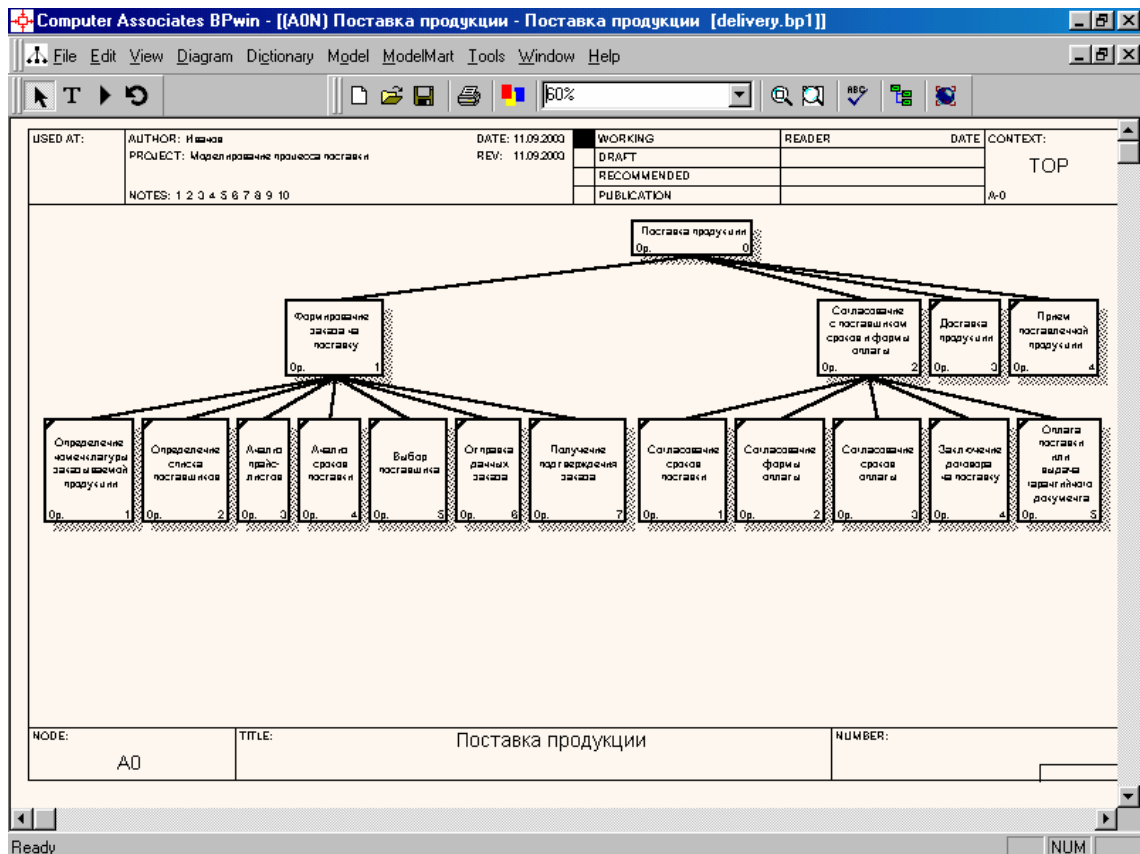 Computer Associates BPwin - [(A0N) Поставка продукции - Поставка продукции [delivery.bp1]]
File Edit View Diagram Dictionary Model ModelMart Tools Window Help
60%
USED AT:
AUTHOR: Иванов
DATE: 11.09.2003
PROJECT: Моделирование процесса поставки
REV: 11.09.2003
NOTES: 1 2 3 4 5 6 7 8 9 10
WORKING
DRAFT
RECOMMENDED
PUBLICATION
READER
DATE
CONTEXT:
TOP
A-0
Поставка продукции
0р. 0
Формирование
заказа на
поставку
0р. 1
Согласование
с поставщиком
сроков и формы
оплаты
0р. 2
Доставка
продукции
0р. 3
Прием
поставленной
продукции
0р. 4
Определение
номенклатуры
заказываемой
продукции
0р. 1
Определение
списка
поставщиков
0р. 2
Анализ
прайс-
листов
0р. 3
Анализ
сроков
поставки
0р. 4
Выбор
поставщика
0р. 5
Отправка
данных
заказа
0р. 6
Получение
подтверждения
заказа
0р. 7
Согласование
сроков
поставки
0р. 1
Согласование
формы
оплаты
0р. 2
Согласование
сроков
оплаты
0р. 3
Заключение
договора
на поставку
0р. 4
Оплата
поставки
или
выдача
гарантийного
документа
0р. 5
NODE:
A0
TITLE:
Поставка продукции
NUMBER:
Ready
NUM